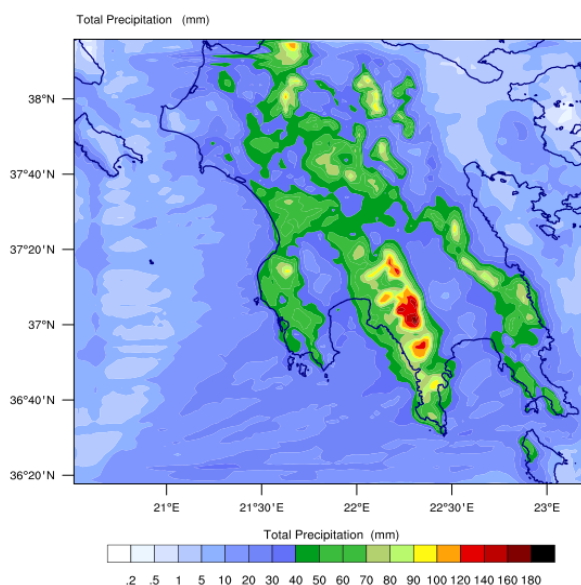 Total Precipitation (mm)
38°N
37°40'N
37°20'N
37°N
36°40'N
36°20'N
21°E 21°30'E 22°E 22°30'E 23°E
Total Precipitation (mm)
.2 .5 1 5 10 20 30 40 50 60 70 80 90 100 120 140 160 180